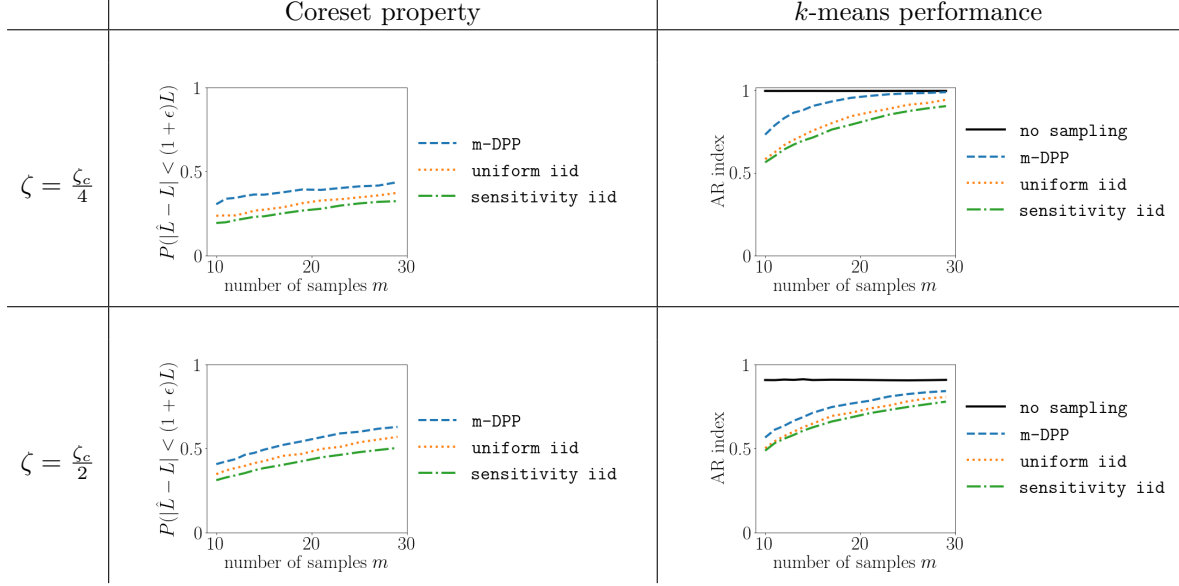 Coreset property
k-means performance
ζ = ζc/4
P(|L̂ − L| < (1 + ϵ)L)
1
0.5
0
10
20
30
number of samples m
m-DPP
uniform iid
sensitivity iid
AR index
1
0.5
0
10
20
30
number of samples m
no sampling
m-DPP
uniform iid
sensitivity iid
ζ = ζc/2
P(|L̂ − L| < (1 + ϵ)L)
1
0.5
0
10
20
30
number of samples m
m-DPP
uniform iid
sensitivity iid
AR index
1
0.5
0
10
20
30
number of samples m
no sampling
m-DPP
uniform iid
sensitivity iid